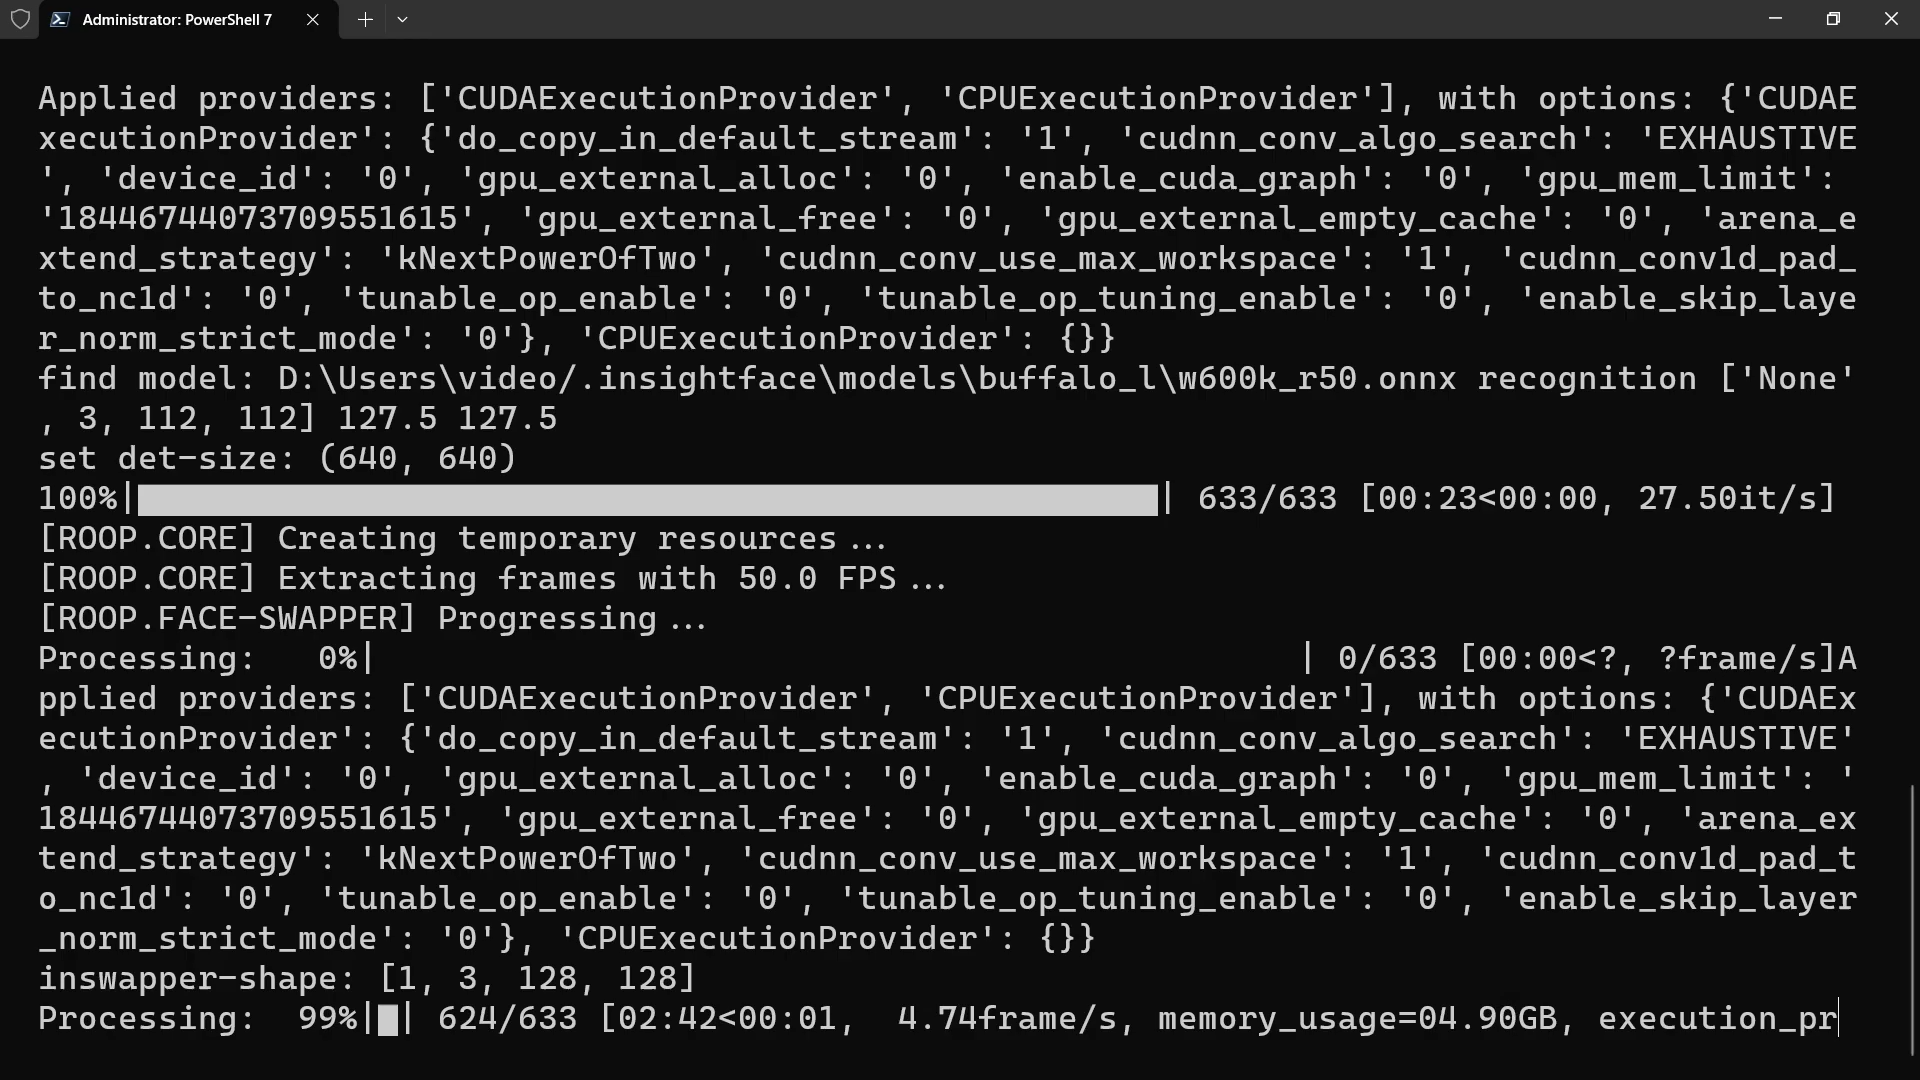 Administrator: PowerShell 7
Applied providers: ['CUDAExecutionProvider', 'CPUExecutionProvider'], with options: {'CUDAE
xecutionProvider': {'do_copy_in_default_stream': '1', 'cudnn_conv_algo_search': 'EXHAUSTIVE
', 'device_id': '0', 'gpu_external_alloc': '0', 'enable_cuda_graph': '0', 'gpu_mem_limit':
'18446744073709551615', 'gpu_external_free': '0', 'gpu_external_empty_cache': '0', 'arena_e
xtend_strategy': 'kNextPowerOfTwo', 'cudnn_conv_use_max_workspace': '1', 'cudnn_conv1d_pad_
to_nc1d': '0', 'tunable_op_enable': '0', 'tunable_op_tuning_enable': '0', 'enable_skip_laye
r_norm_strict_mode': '0'}, 'CPUExecutionProvider': {}}
find model: D:\Users\video/.insightface\models\buffalo_l\w600k_r50.onnx recognition ['None'
, 3, 112, 112] 127.5 127.5
set det-size: (640, 640)
100%| | 633/633 [00:23<00:00, 27.50it/s]
[ROOP.CORE] Creating temporary resources...
[ROOP.CORE] Extracting frames with 50.0 FPS...
[ROOP.FACE-SWAPPER] Progressing...
Processing:   0%| | 0/633 [00:00<?, ?frame/s]A
pplied providers: ['CUDAExecutionProvider', 'CPUExecutionProvider'], with options: {'CUDAEx
ecutionProvider': {'do_copy_in_default_stream': '1', 'cudnn_conv_algo_search': 'EXHAUSTIVE'
, 'device_id': '0', 'gpu_external_alloc': '0', 'enable_cuda_graph': '0', 'gpu_mem_limit': '
18446744073709551615', 'gpu_external_free': '0', 'gpu_external_empty_cache': '0', 'arena_ex
tend_strategy': 'kNextPowerOfTwo', 'cudnn_conv_use_max_workspace': '1', 'cudnn_conv1d_pad_t
o_nc1d': '0', 'tunable_op_enable': '0', 'tunable_op_tuning_enable': '0', 'enable_skip_layer
_norm_strict_mode': '0'}, 'CPUExecutionProvider': {}}
inswapper-shape: [1, 3, 128, 128]
Processing:  99%| | 624/633 [02:42<00:01,  4.74frame/s, memory_usage=04.90GB, execution_pr